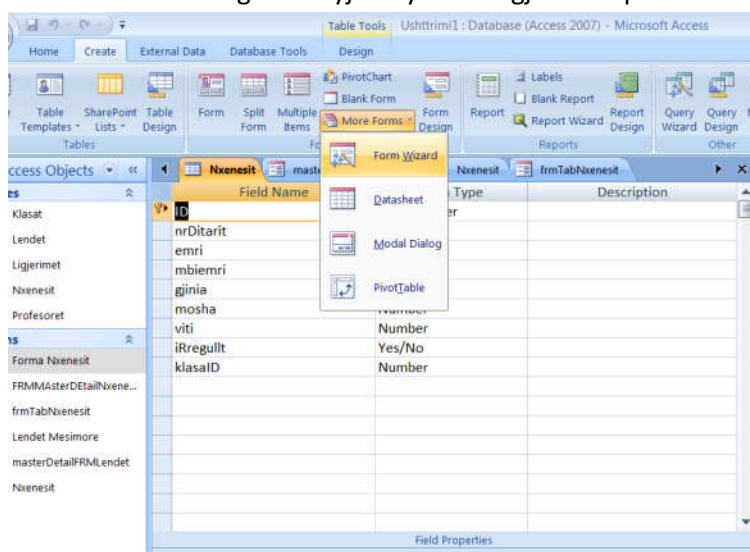 Table Tools Ushttrimi1 : Database (Access 2007) - Microsoft Access
Home Create External Data Database Tools Design
PivotChart
Blank Form
More Forms
Table Templates
SharePoint Lists
Table Design
Form
Split Form
Multiple Items
Form Design
Report
Labels
Blank Report
Report Wizard
Report Design
Query Wizard
Query Design
Tables
Reports
Other
Form Wizard
Datasheet
Modal Dialog
PivotTable
ccess Objects «
Nxenesit
Nxenesit
frmTabNxenesit
Field Name
Type
Description
ID
nrDitarit
emri
mbiemri
gjinia
mosha
viti Number
iRregullt Yes/No
klasaID Number
Klasat
Lendet
Ligjerimet
Nxenesit
Profesoret
Forma Nxenesit
FRMMAsterDEtailNxene...
frmTabNxenesit
Lendet Mesimore
masterDetailFRMLendet
Nxenesit
Field Properties